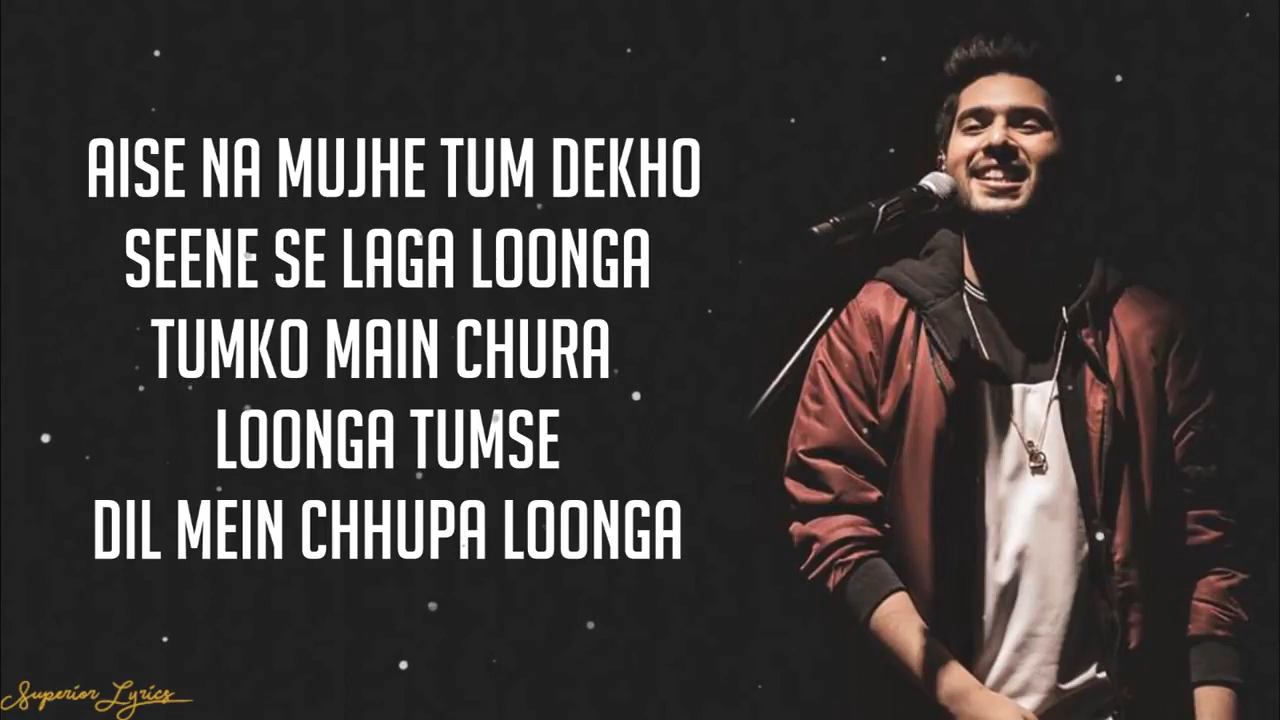 AISE NA MUJHE TUM DEKHO
SEENE SE LAGA LOONGA
TUMKO MAIN CHURA
LOONGA TUMSE
DIL MEIN CHHUPA LOONGA
Superior Lyrics